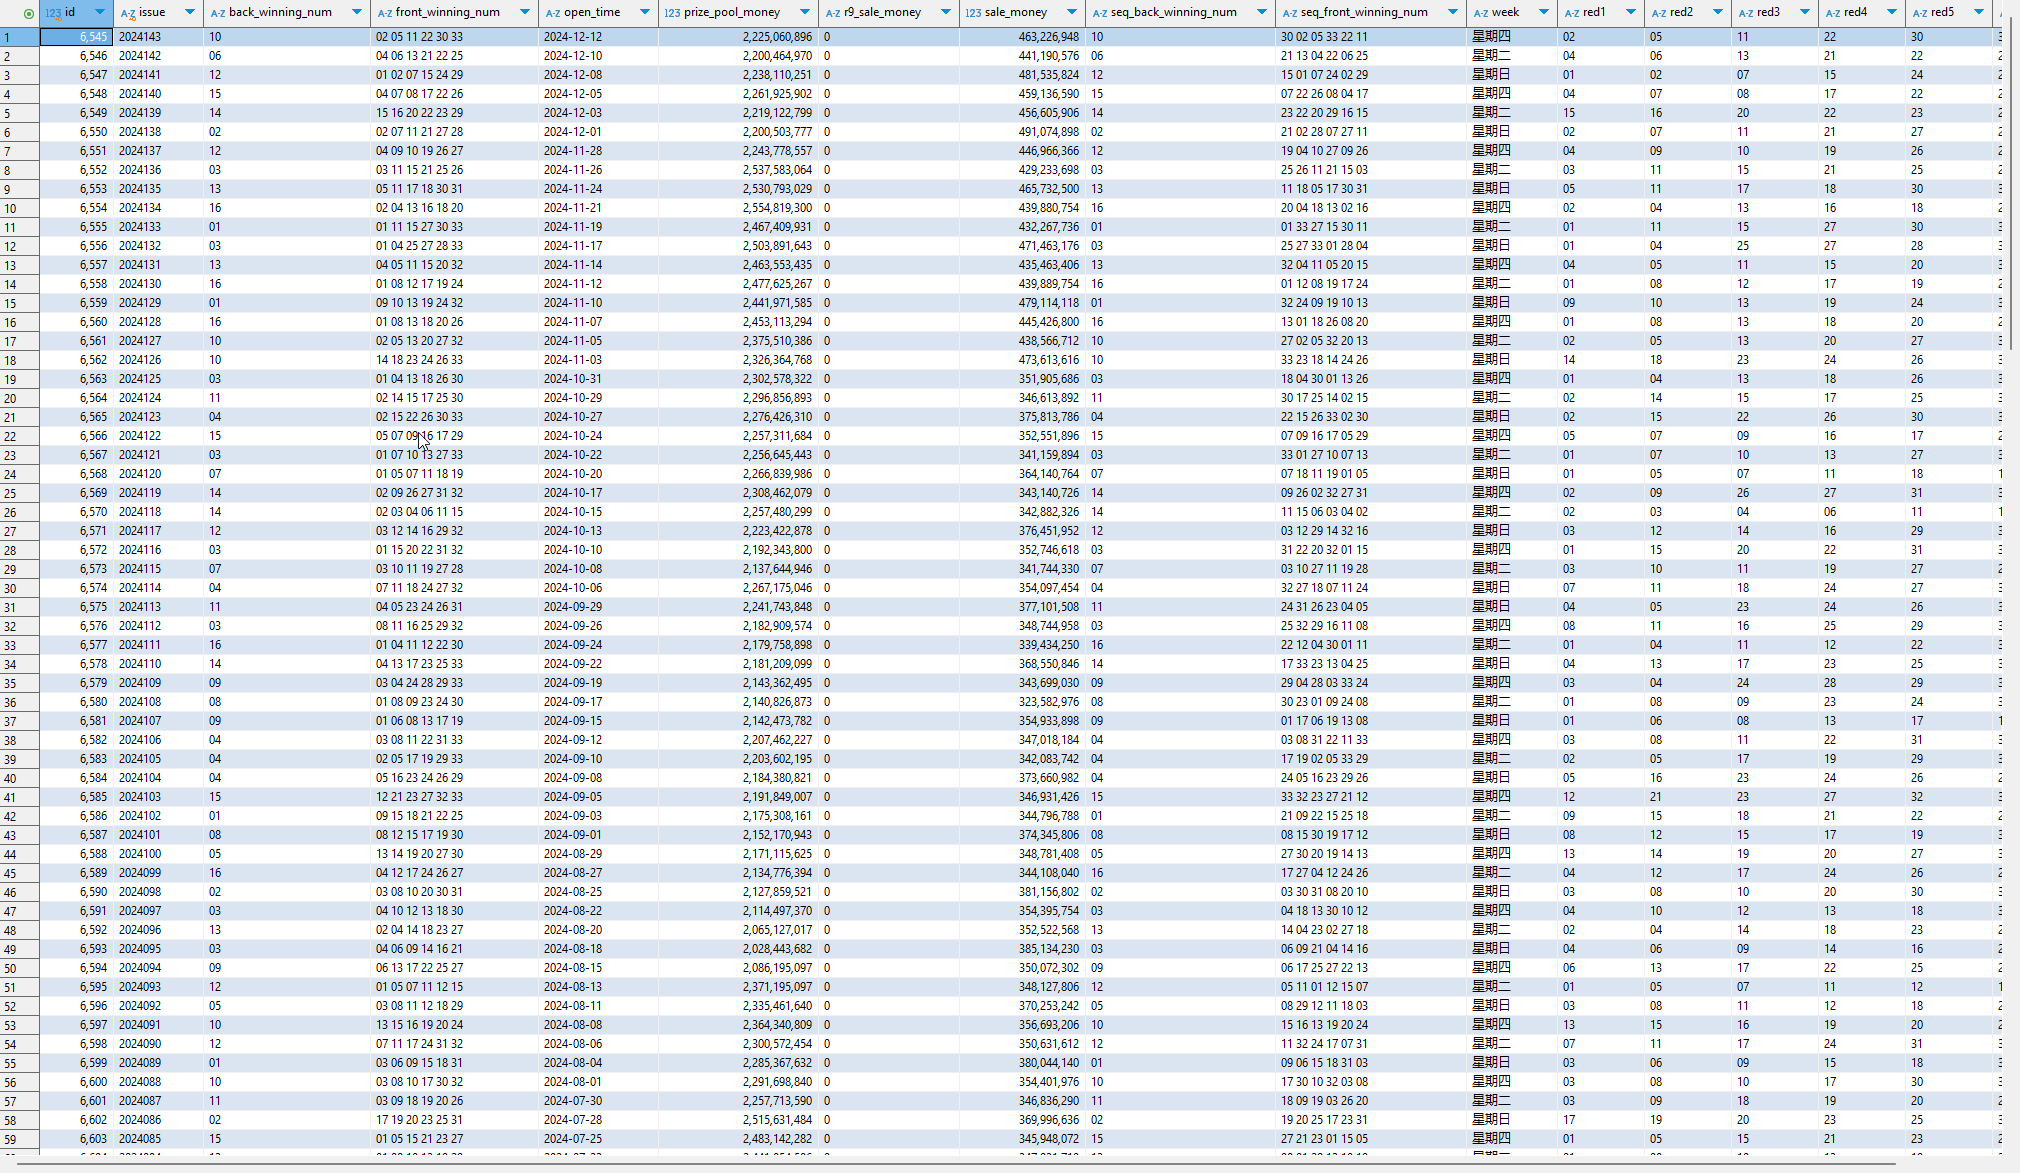 123 id A-Z issue A-Z back_winning_num A-Z front_winning_num A-Z open_time 123 prize_pool_money A-Z r9_sale_money 123 sale_money A-Z seq_back_winning_num A-Z seq_front_winning_num A-Z week A-Z red1 A-Z red2 A-Z red3 A-Z red4 A-Z red5
1 6,545 2024143 10 02 05 11 22 30 33 2024-12-12 2,225,060,896 0 463,226,948 10 30 02 05 33 22 11 星期四 02 05 11 22 30
2 6,546 2024142 06 04 06 13 21 22 25 2024-12-10 2,200,464,970 0 441,190,576 06 21 13 04 22 06 25 星期二 04 06 13 21 22
3 6,547 2024141 12 01 02 07 15 24 29 2024-12-08 2,238,110,251 0 481,535,824 12 15 01 07 24 02 29 星期日 01 02 07 15 24
4 6,548 2024140 15 04 07 08 17 22 26 2024-12-05 2,261,925,902 0 459,136,590 15 07 22 26 08 04 17 星期四 04 07 08 17 22
5 6,549 2024139 14 15 16 20 22 23 29 2024-12-03 2,219,122,799 0 456,605,906 14 23 22 20 29 16 15 星期二 15 16 20 22 23
6 6,550 2024138 02 02 07 11 21 27 28 2024-12-01 2,200,503,777 0 491,074,898 02 21 02 28 07 27 11 星期日 02 07 11 21 27
7 6,551 2024137 12 04 09 10 19 26 27 2024-11-28 2,243,778,557 0 446,966,366 12 19 04 10 27 09 26 星期四 04 09 10 19 26
8 6,552 2024136 03 03 11 15 21 25 26 2024-11-26 2,537,583,064 0 429,233,698 03 25 26 11 21 15 03 星期二 03 11 15 21 25
9 6,553 2024135 13 05 11 17 18 30 31 2024-11-24 2,530,793,029 0 465,732,500 13 11 18 05 17 30 31 星期日 05 11 17 18 30
10 6,554 2024134 16 02 04 13 16 18 20 2024-11-21 2,554,819,300 0 439,880,754 16 20 04 18 13 02 16 星期四 02 04 13 16 18
11 6,555 2024133 01 01 11 15 27 30 33 2024-11-19 2,467,409,931 0 432,267,736 01 01 33 27 15 30 11 星期二 01 11 15 27 30
12 6,556 2024132 03 01 04 25 27 28 33 2024-11-17 2,503,891,643 0 471,463,176 03 25 27 33 01 28 04 星期日 01 04 25 27 28
13 6,557 2024131 13 04 05 11 15 20 32 2024-11-14 2,463,553,435 0 435,463,406 13 32 04 11 05 20 15 星期四 04 05 11 15 20
14 6,558 2024130 16 01 08 12 17 19 24 2024-11-12 2,477,625,267 0 439,889,754 16 01 12 08 19 17 24 星期二 01 08 12 17 19
15 6,559 2024129 01 09 10 13 19 24 32 2024-11-10 2,441,971,585 0 479,114,118 01 32 24 09 19 10 13 星期日 09 10 13 19 24
16 6,560 2024128 16 01 08 13 18 20 26 2024-11-07 2,453,113,294 0 445,426,800 16 13 01 18 26 08 20 星期四 01 08 13 18 20
17 6,561 2024127 10 02 05 13 20 27 32 2024-11-05 2,375,510,386 0 438,566,712 10 27 02 05 32 20 13 星期二 02 05 13 20 27
18 6,562 2024126 10 14 18 23 24 26 33 2024-11-03 2,326,364,768 0 473,613,616 10 33 23 18 14 24 26 星期日 14 18 23 24 26
19 6,563 2024125 03 01 04 13 18 26 30 2024-10-31 2,302,578,322 0 351,905,686 03 18 04 30 01 13 26 星期四 01 04 13 18 26
20 6,564 2024124 11 02 14 15 17 25 30 2024-10-29 2,296,856,893 0 346,613,892 11 30 17 25 14 02 15 星期二 02 14 15 17 25
21 6,565 2024123 04 02 15 22 26 30 33 2024-10-27 2,276,426,310 0 375,813,786 04 22 15 26 33 02 30 星期日 02 15 22 26 30
22 6,566 2024122 15 05 07 09 16 17 29 2024-10-24 2,257,311,684 0 352,551,896 15 07 09 16 17 05 29 星期四 05 07 09 16 17
23 6,567 2024121 03 01 07 10 13 27 33 2024-10-22 2,256,645,443 0 341,159,894 03 33 01 27 10 07 13 星期二 01 07 10 13 27
24 6,568 2024120 07 01 05 07 11 18 19 2024-10-20 2,266,839,986 0 364,140,764 07 07 18 11 19 01 05 星期日 01 05 07 11 18
25 6,569 2024119 14 02 09 26 27 31 32 2024-10-17 2,308,462,079 0 343,140,726 14 09 26 02 32 27 31 星期四 02 09 26 27 31
26 6,570 2024118 14 02 03 04 06 11 15 2024-10-15 2,257,480,299 0 342,882,326 14 11 15 06 03 04 02 星期二 02 03 04 06 11
27 6,571 2024117 12 03 12 14 16 29 32 2024-10-13 2,223,422,878 0 376,451,952 12 03 12 29 14 32 16 星期日 03 12 14 16 29
28 6,572 2024116 03 01 15 20 22 31 32 2024-10-10 2,192,343,800 0 352,746,618 03 31 22 20 32 01 15 星期四 01 15 20 22 31
29 6,573 2024115 07 03 10 11 19 27 28 2024-10-08 2,137,644,946 0 341,744,330 07 03 10 27 11 19 28 星期二 03 10 11 19 27
30 6,574 2024114 04 07 11 18 24 27 32 2024-10-06 2,267,175,046 0 354,097,454 04 32 27 18 07 11 24 星期日 07 11 18 24 27
31 6,575 2024113 11 04 05 23 24 26 31 2024-09-29 2,241,743,848 0 377,101,508 11 24 31 26 23 04 05 星期日 04 05 23 24 26
32 6,576 2024112 03 08 11 16 25 29 32 2024-09-26 2,182,909,574 0 348,744,958 03 25 32 29 16 11 08 星期四 08 11 16 25 29
33 6,577 2024111 16 01 04 11 12 22 30 2024-09-24 2,179,758,898 0 339,434,250 16 22 12 04 30 01 11 星期二 01 04 11 12 22
34 6,578 2024110 14 04 13 17 23 25 33 2024-09-22 2,181,209,099 0 368,550,846 14 17 33 23 13 04 25 星期日 04 13 17 23 25
35 6,579 2024109 09 03 04 24 28 29 33 2024-09-19 2,143,362,495 0 343,699,030 09 29 04 28 03 33 24 星期四 03 04 24 28 29
36 6,580 2024108 08 01 08 09 23 24 30 2024-09-17 2,140,826,873 0 323,582,976 08 30 23 01 09 24 08 星期二 01 08 09 23 24
37 6,581 2024107 09 01 06 08 13 17 19 2024-09-15 2,142,473,782 0 354,933,898 09 01 17 06 19 13 08 星期日 01 06 08 13 17
38 6,582 2024106 04 03 08 11 22 31 33 2024-09-12 2,207,462,227 0 347,018,184 04 03 08 31 22 11 33 星期四 03 08 11 22 31
39 6,583 2024105 04 02 05 17 19 29 33 2024-09-10 2,203,602,195 0 342,083,742 04 17 19 02 05 33 29 星期二 02 05 17 19 29
40 6,584 2024104 04 05 16 23 24 26 29 2024-09-08 2,184,380,821 0 373,660,982 04 24 05 16 23 29 26 星期日 05 16 23 24 26
41 6,585 2024103 15 12 21 23 27 32 33 2024-09-05 2,191,849,007 0 346,931,426 15 33 32 23 27 21 12 星期四 12 21 23 27 32
42 6,586 2024102 01 09 15 18 21 22 25 2024-09-03 2,175,308,161 0 344,796,788 01 21 09 22 15 25 18 星期二 09 15 18 21 22
43 6,587 2024101 08 08 12 15 17 19 30 2024-09-01 2,152,170,943 0 374,345,806 08 08 15 30 19 17 12 星期日 08 12 15 17 19
44 6,588 2024100 05 13 14 19 20 27 30 2024-08-29 2,171,115,625 0 348,781,408 05 27 30 20 19 14 13 星期四 13 14 19 20 27
45 6,589 2024099 16 04 12 17 24 26 27 2024-08-27 2,134,776,394 0 344,108,040 16 17 27 04 12 24 26 星期二 04 12 17 24 26
46 6,590 2024098 02 03 08 10 20 30 31 2024-08-25 2,127,859,521 0 381,156,802 02 03 30 31 08 20 10 星期日 03 08 10 20 30
47 6,591 2024097 03 04 10 12 13 18 30 2024-08-22 2,114,497,370 0 354,395,754 03 04 18 13 30 10 12 星期四 04 10 12 13 18
48 6,592 2024096 13 02 04 14 18 23 27 2024-08-20 2,065,127,017 0 352,522,568 13 14 04 23 02 27 18 星期二 02 04 14 18 23
49 6,593 2024095 03 04 06 09 14 16 21 2024-08-18 2,028,443,682 0 385,134,230 03 06 09 21 04 14 16 星期日 04 06 09 14 16
50 6,594 2024094 09 06 13 17 22 25 27 2024-08-15 2,086,195,097 0 350,072,302 09 06 17 25 27 22 13 星期四 06 13 17 22 25
51 6,595 2024093 12 01 05 07 11 12 15 2024-08-13 2,371,195,097 0 348,127,806 12 05 11 01 12 15 07 星期二 01 05 07 11 12
52 6,596 2024092 05 03 08 11 12 18 29 2024-08-11 2,335,461,640 0 370,253,242 05 08 29 12 11 18 03 星期日 03 08 11 12 18
53 6,597 2024091 10 13 15 16 19 20 24 2024-08-08 2,364,340,809 0 356,693,206 10 15 16 13 19 20 24 星期四 13 15 16 19 20
54 6,598 2024090 12 07 11 17 24 31 32 2024-08-06 2,300,572,454 0 350,631,612 12 11 32 24 17 07 31 星期二 07 11 17 24 31
55 6,599 2024089 01 03 06 09 15 18 31 2024-08-04 2,285,367,632 0 380,044,140 01 09 06 15 18 31 03 星期日 03 06 09 15 18
56 6,600 2024088 10 03 08 10 17 30 32 2024-08-01 2,291,698,840 0 354,401,976 10 17 30 10 32 03 08 星期四 03 08 10 17 30
57 6,601 2024087 11 03 09 18 19 20 26 2024-07-30 2,257,713,590 0 346,836,290 11 18 09 19 03 26 20 星期二 03 09 18 19 20
58 6,602 2024086 02 17 19 20 23 25 31 2024-07-28 2,515,631,484 0 369,996,636 02 19 20 25 17 23 31 星期日 17 19 20 23 25
59 6,603 2024085 15 01 05 15 21 23 27 2024-07-25 2,483,142,282 0 345,948,072 15 27 21 23 01 15 05 星期四 01 05 15 21 23